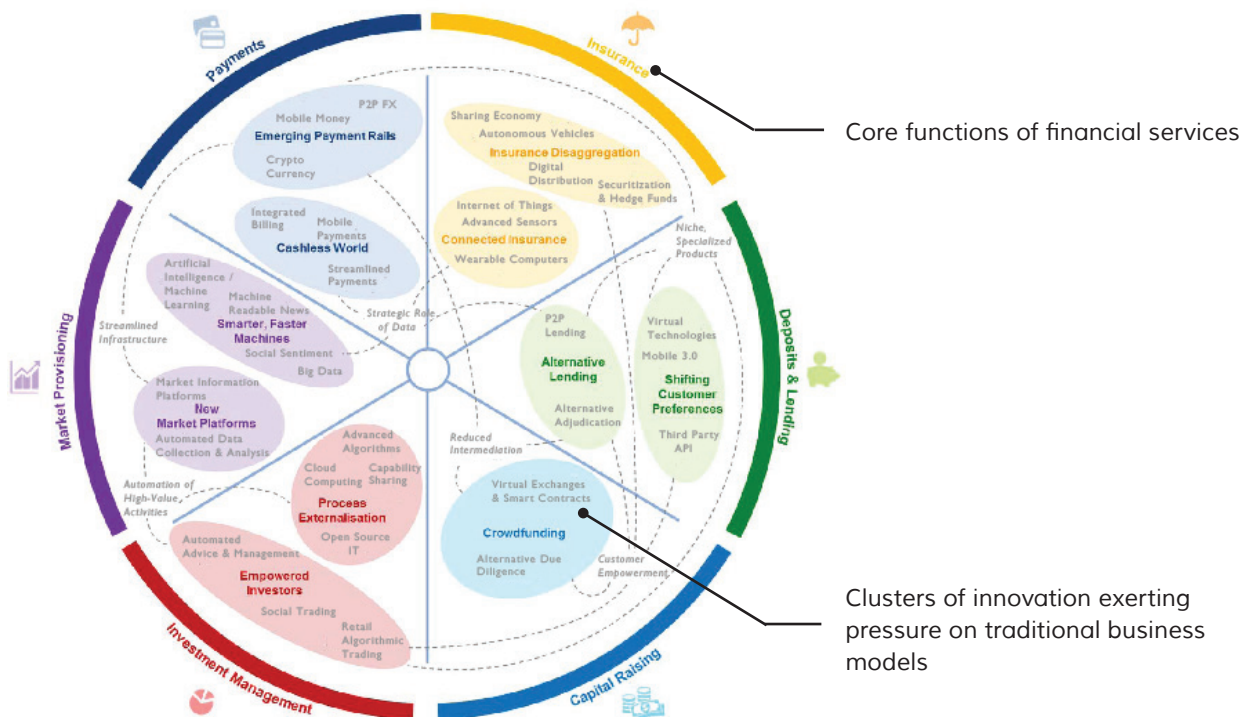 Payments
P2P FX
Mobile Money
Emerging Payment Rails
Crypto
Currency
Integrated
Billing
Mobile
Payments
Cashless World
Streamlined
Payments
Insurance
Sharing Economy
Autonomous Vehicles
Insurance Disaggregation
Digital
Distribution
Securitization
& Hedge Funds
Internet of Things
Advanced Sensors
Connected Insurance
Wearable Computers
Core functions of financial services
Niche,
Specialized
Products
Deposits & Lending
P2P
Lending
Alternative
Lending
Alternative
Adjudication
Virtual
Technologies
Mobile 3.0
Shifting
Customer
Preferences
Third Party
API
Market Provisioning
Artificial
Intelligence /
Machine
Learning
Machine
Readable News
Smarter, Faster
Machines
Social Sentiment
Big Data
Strategic Role
of Data
Streamlined
Infrastructure
Market Information
Platforms
New
Market Platforms
Automated Data
Collection & Analysis
Automation of
High-Value
Activities
Investment Management
Advanced
Algorithms
Cloud
Computing
Capability
Sharing
Process
Externalisation
Open Source
IT
Automated
Advice & Management
Empowered
Investors
Social Trading
Retail
Algorithmic
Trading
Reduced
Intermediation
Capital Raising
Virtual Exchanges
& Smart Contracts
Crowdfunding
Alternative Due
Diligence
Customer
Empowerment
Clusters of innovation exerting
pressure on traditional business
models